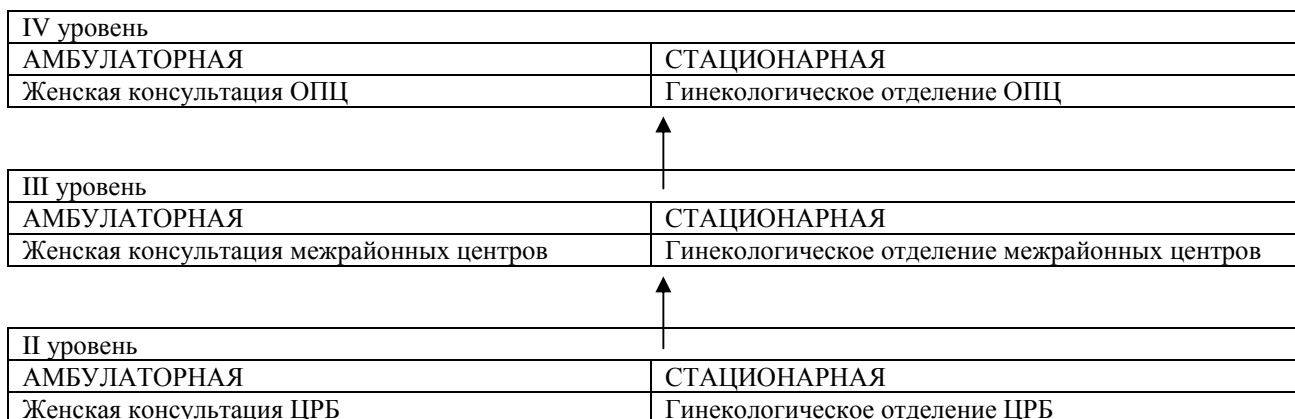 IV уровень
АМБУЛАТОРНАЯ СТАЦИОНАРНАЯ
Женская консультация ОПЦ Гинекологическое отделение ОПЦ
III уровень
АМБУЛАТОРНАЯ СТАЦИОНАРНАЯ
Женская консультация межрайонных центров Гинекологическое отделение межрайонных центров
II уровень
АМБУЛАТОРНАЯ СТАЦИОНАРНАЯ
Женская консультация ЦРБ Гинекологическое отделение ЦРБ